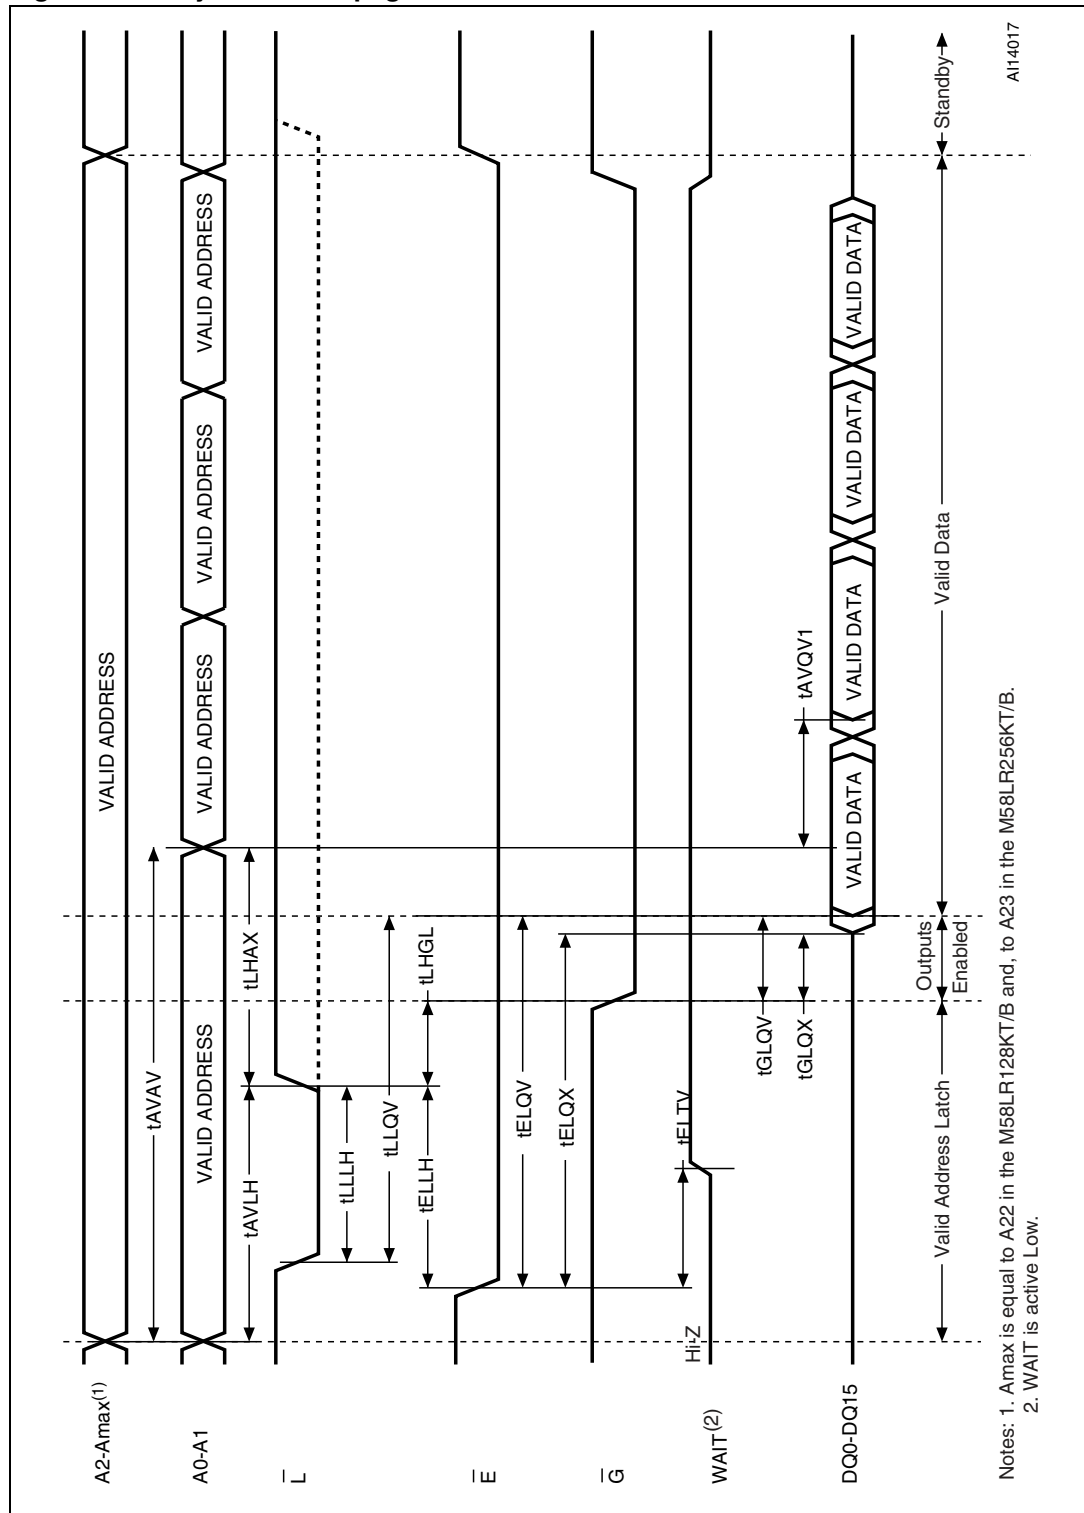 A2-Amax(1)
VALID ADDRESS
tAVAV
A0-A1
VALID ADDRESS
VALID ADDRESS
VALID ADDRESS
VALID ADDRESS
tAVLH
tLHAX
L
tLLLH
tLLQV
tELLH
tLHGL
E
tELQV
tELQX
G
tELTV
Hi-Z
WAIT(2)
tGLQV
tGLQX
tAVQV1
DQ0-DQ15
VALID DATA
VALID DATA
VALID DATA
VALID DATA
Valid Address Latch
Outputs
Enabled
Valid Data
Standby
AI14017
Notes: 1. Amax is equal to A22 in the M58LR128KT/B and, to A23 in the M58LR256KT/B.
2. WAIT is active Low.